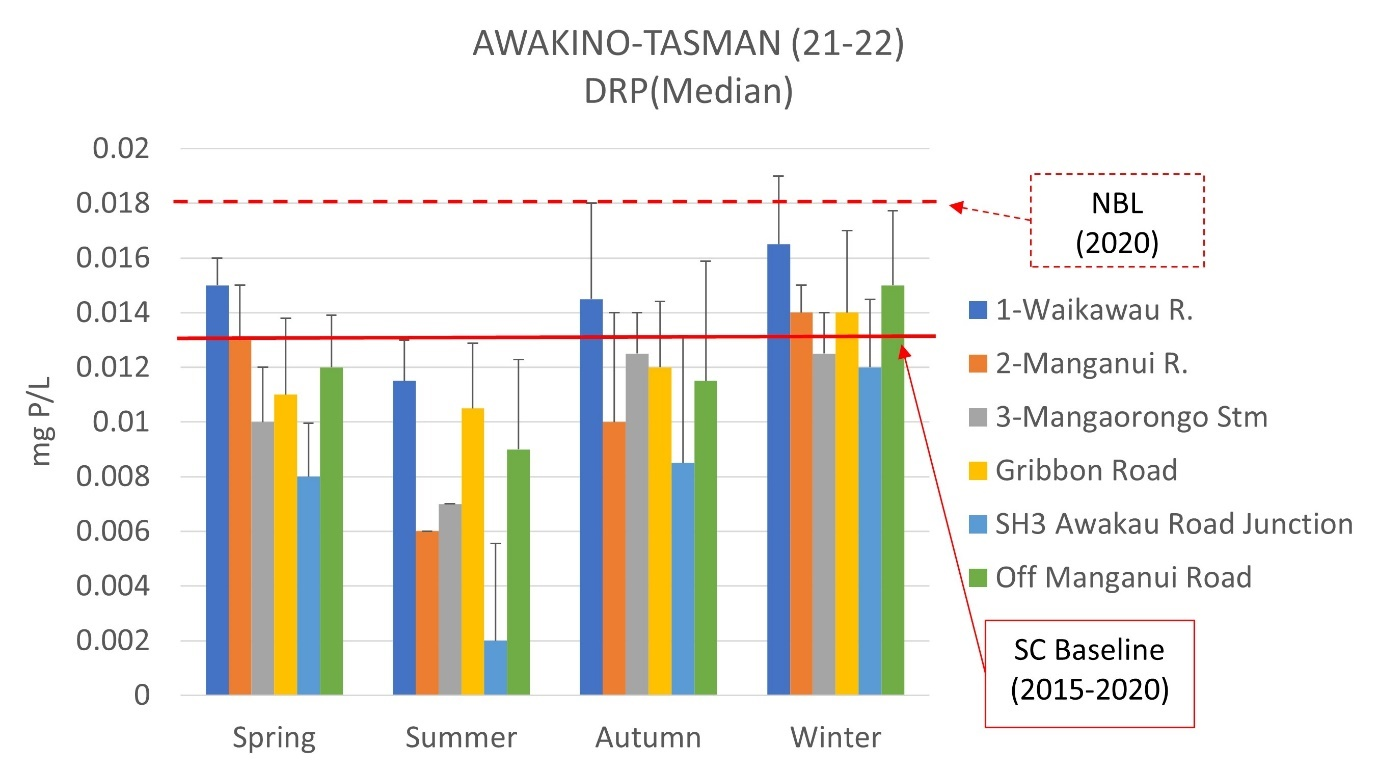 AWAKINO-TASMAN (21-22)
DRP(Median)
0.02
0.018
0.016
0.014
0.012
0.01
0.008
0.006
0.004
0.002
0
mg P/L
Spring
Summer
Autumn
Winter
NBL
(2020)
1-Waikawau R.
2-Manganui R.
3-Mangaorongo Stm
Gribbon Road
SH3 Awakau Road Junction
Off Manganui Road
SC Baseline
(2015-2020)